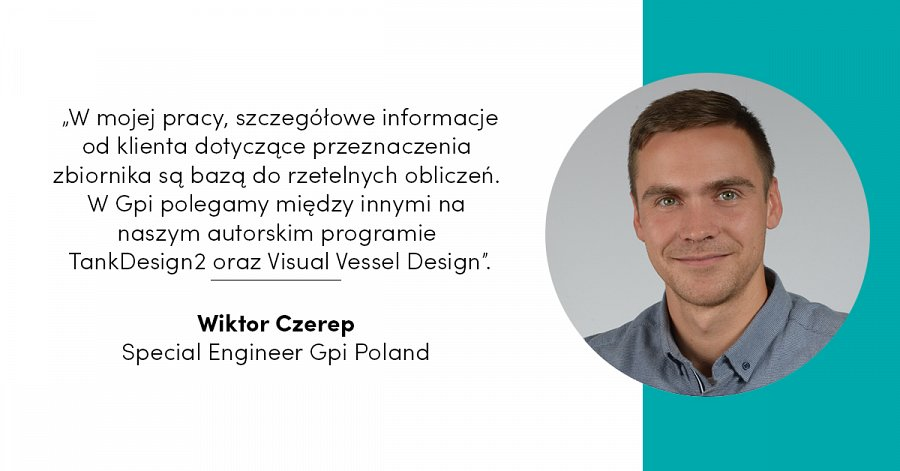 „W mojej pracy, szczegółowe informacje
od klienta dotyczące przeznaczenia
zbiornika są bazą do rzetelnych obliczeń.
W Gpi polegamy między innymi na
naszym autorskim programie
TankDesign2 oraz Visual Vessel Design”.
Wiktor Czerep
Special Engineer Gpi Poland